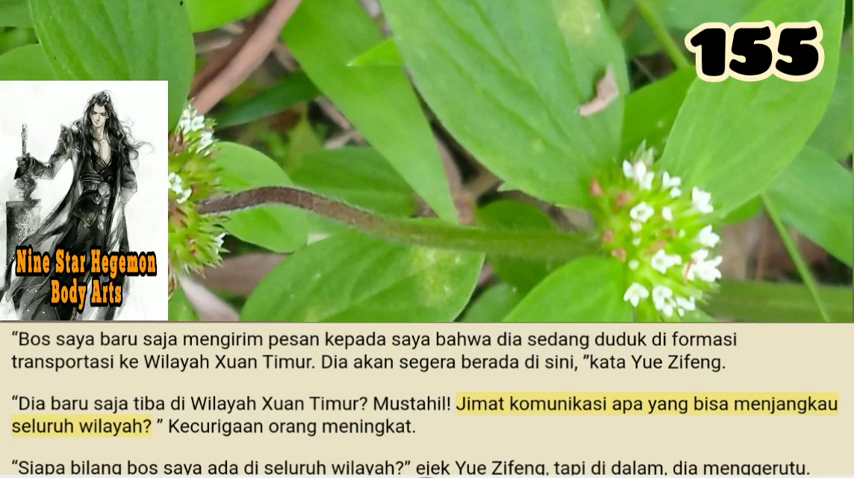 155
Nine Star Hegemon
Body Arts
“Bos saya baru saja mengirim pesan kepada saya bahwa dia sedang duduk di formasi
transportasi ke Wilayah Xuan Timur. Dia akan segera berada di sini, ”kata Yue Zifeng.
“Dia baru saja tiba di Wilayah Xuan Timur? Mustahil! Jimat komunikasi apa yang bisa menjangkau
seluruh wilayah? ” Kecurigaan orang meningkat.
“Siapa bilang bos saya ada di seluruh wilayah?” ejek Yue Zifeng, tapi di dalam, dia menggerutu.